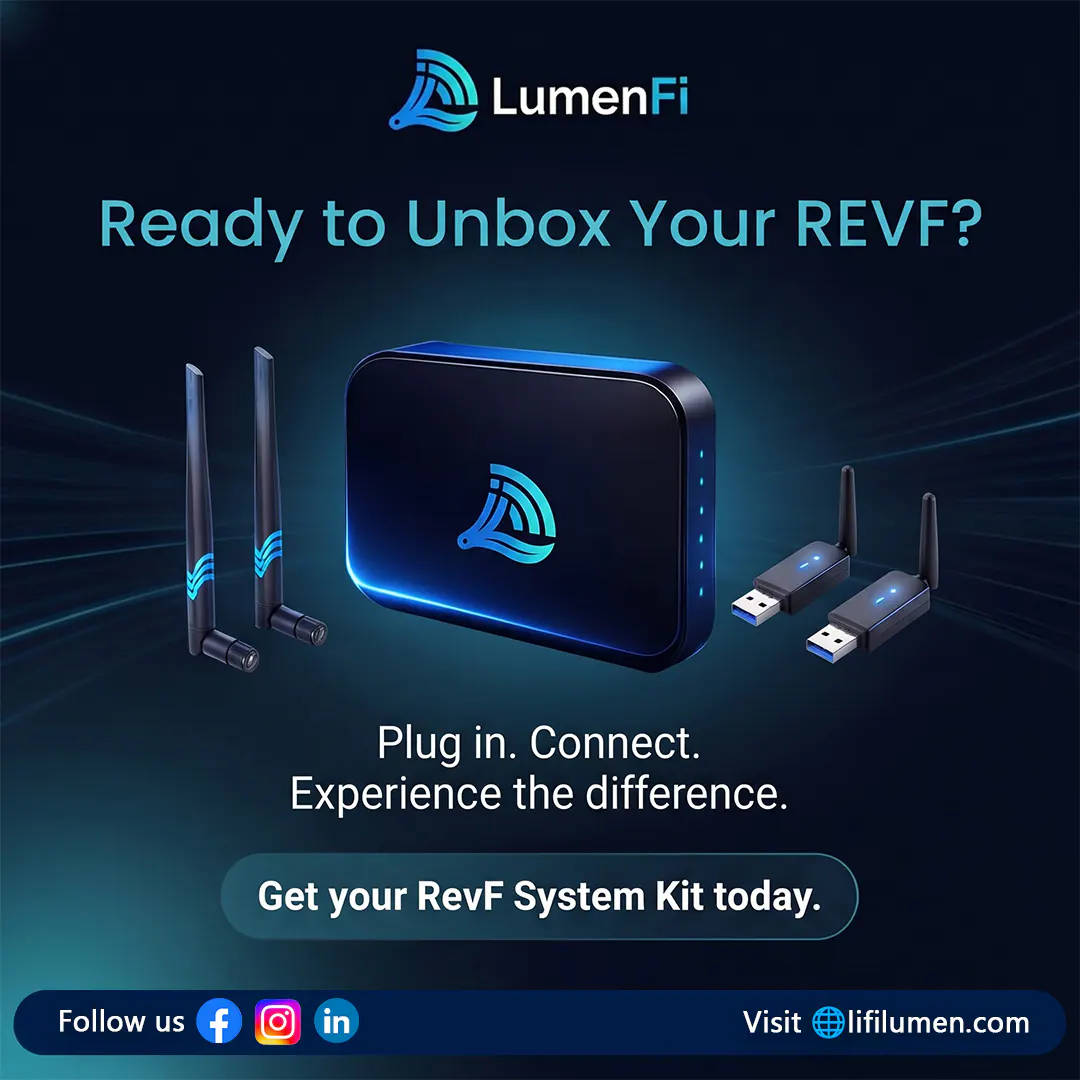 LumenFi
Ready to Unbox Your REVF?
Plug in. Connect.
Experience the difference.
Get your RevF System Kit today.
Follow us
Visit lifilumen.com